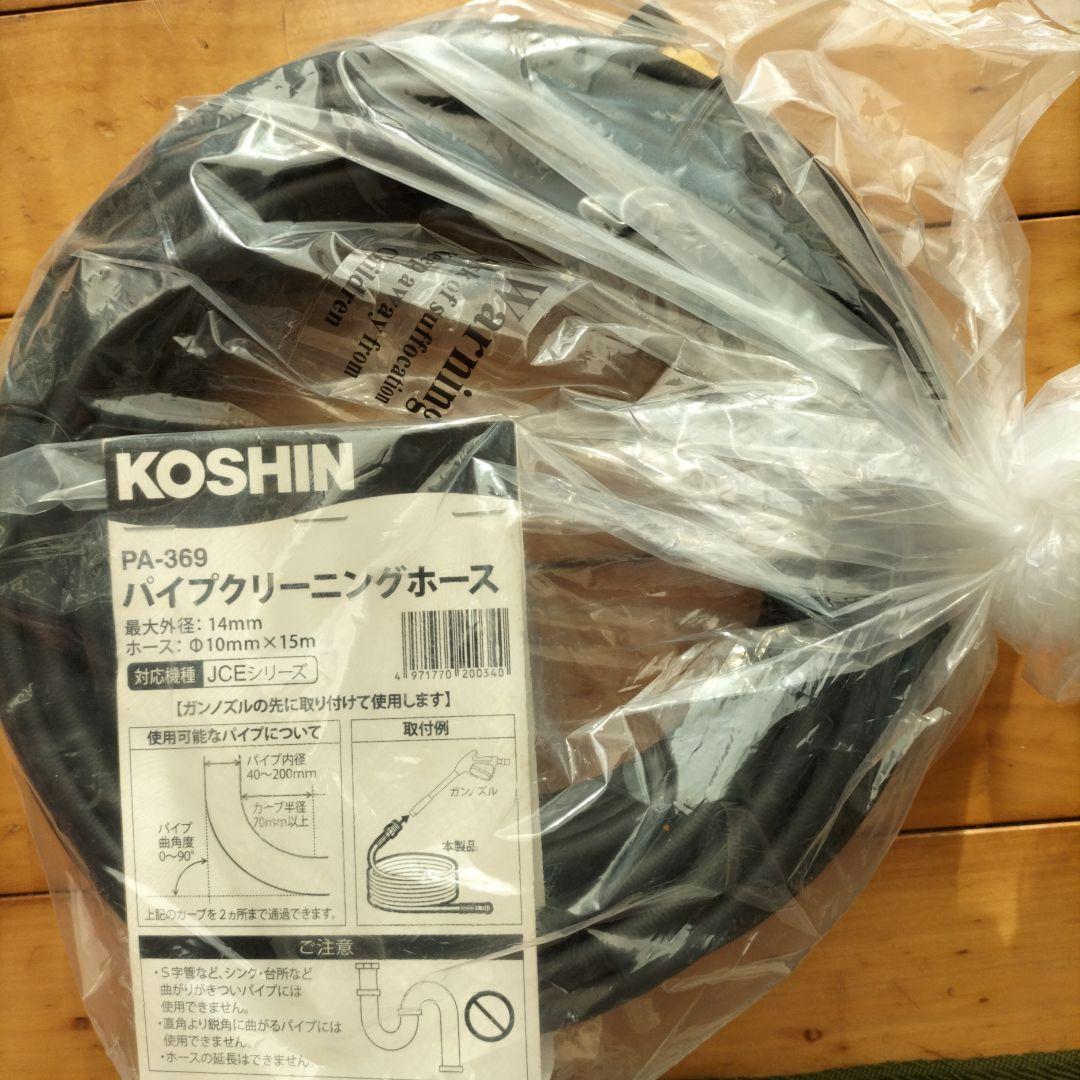 Warning
of suffocation
away from
Children
KOSHIN
PA-369
パイプクリーニングホース
最大外径：14mm
ホース：Φ10mm×15m
対応機種 JCEシリーズ
4 971770 200340
【ガンノズルの先に取り付けて使用します】
使用可能なパイプについて
パイプ内径
40～200mm
カーブ半径
70mm以上
パイプ
曲角度
0～90°
上記のカーブを2ヵ所まで通過できます。
取付例
ガンノズル
本製品
ご注意
・S字管など、シンク・台所など
曲がりがきついパイプには
使用できません。
・直角より鋭角に曲がるパイプには
使用できません。
・ホースの延長はできません。